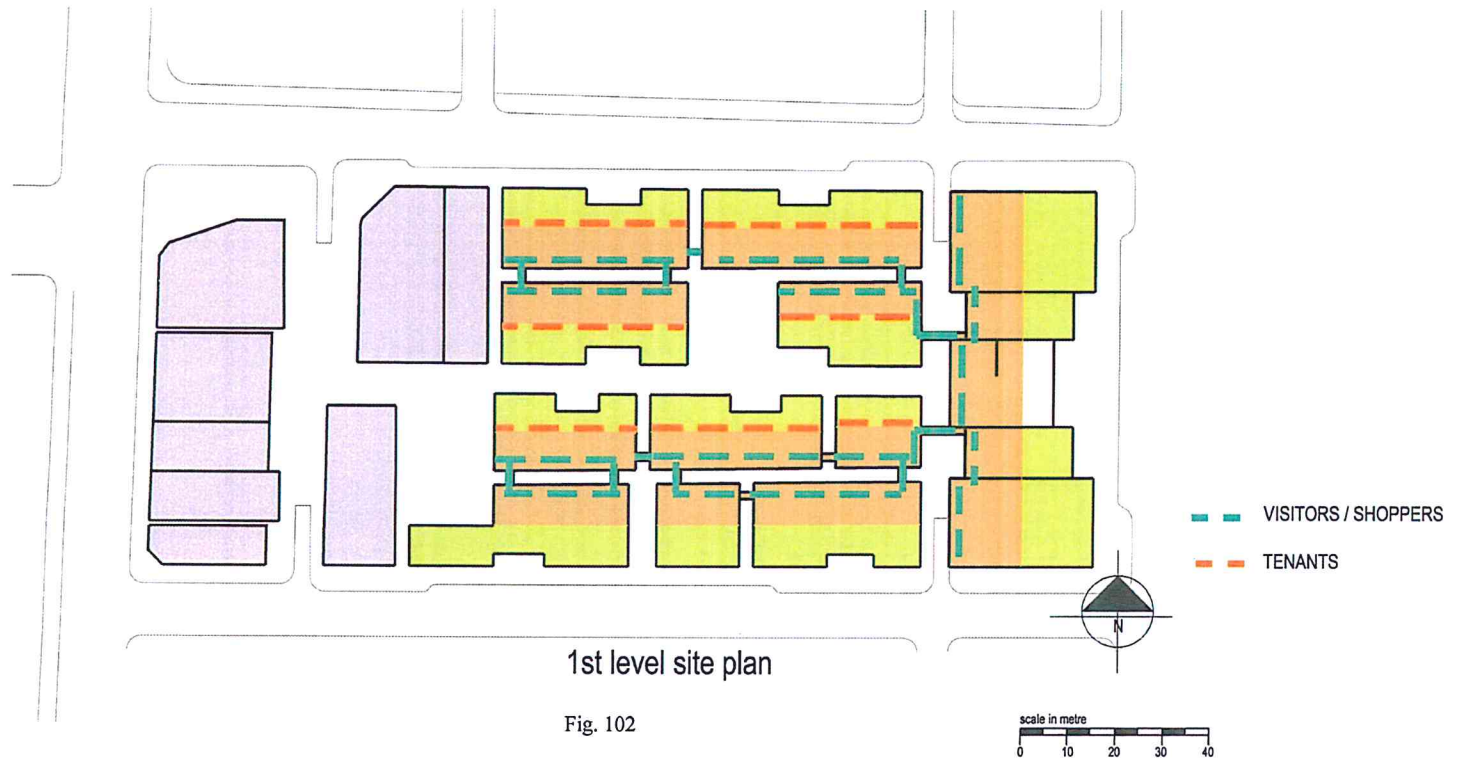 VISITORS / SHOPPERS
TENANTS
N
1st level site plan
Fig. 102
scale in metre
0 10 20 30 40